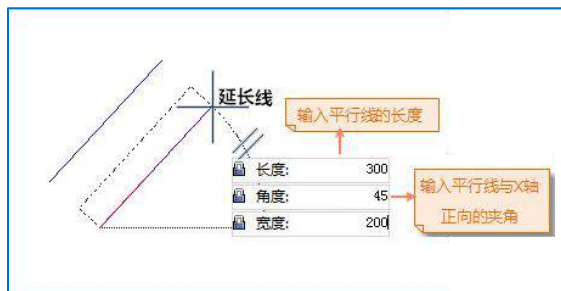 延长线
输入平行线的长度
长度: 300
角度: 45
宽度: 200
输入平行线与X轴
正向的夹角